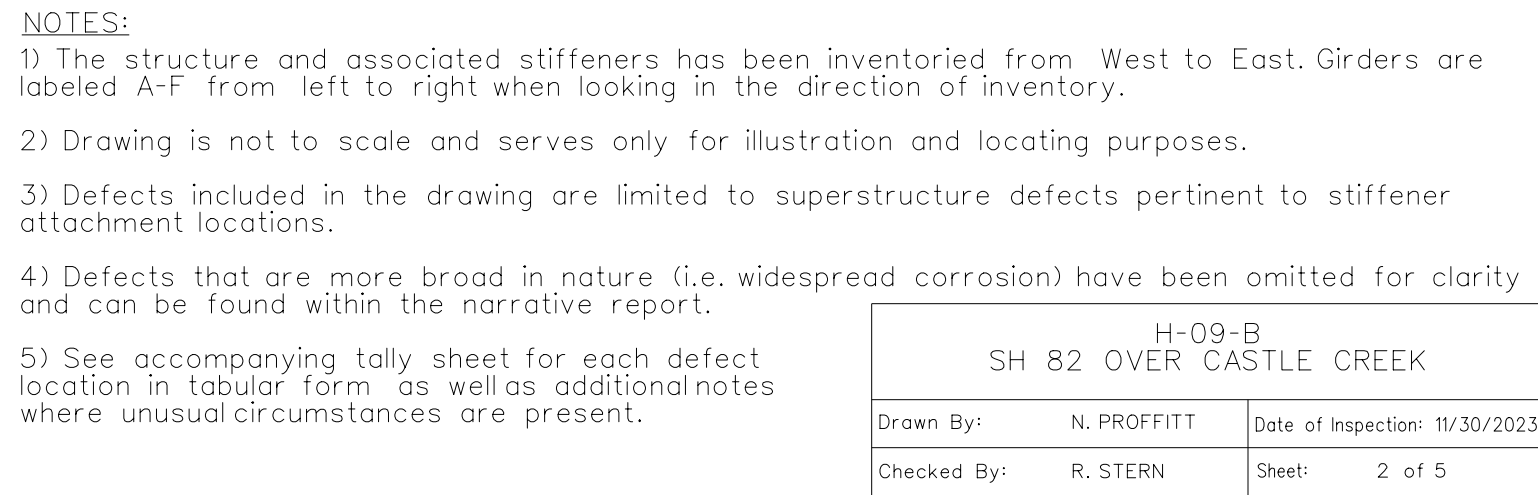 NOTES:
1) The structure and associated stiffeners has been inventoried from West to East. Girders are
labeled A-F from left to right when looking in the direction of inventory.
2) Drawing is not to scale and serves only for illustration and locating purposes.
3) Defects included in the drawing are limited to superstructure defects pertinent to stiffener
attachment locations.
4) Defects that are more broad in nature (i.e. widespread corrosion) have been omitted for clarity
and can be found within the narrative report.
5) See accompanying tally sheet for each defect
location in tabular form as well as additional notes
where unusual circumstances are present.
H-09-B
SH 82 OVER CASTLE CREEK
Drawn By: N. PROFFITT
Date of Inspection: 11/30/2023
Checked By: R. STERN
Sheet: 2 of 5